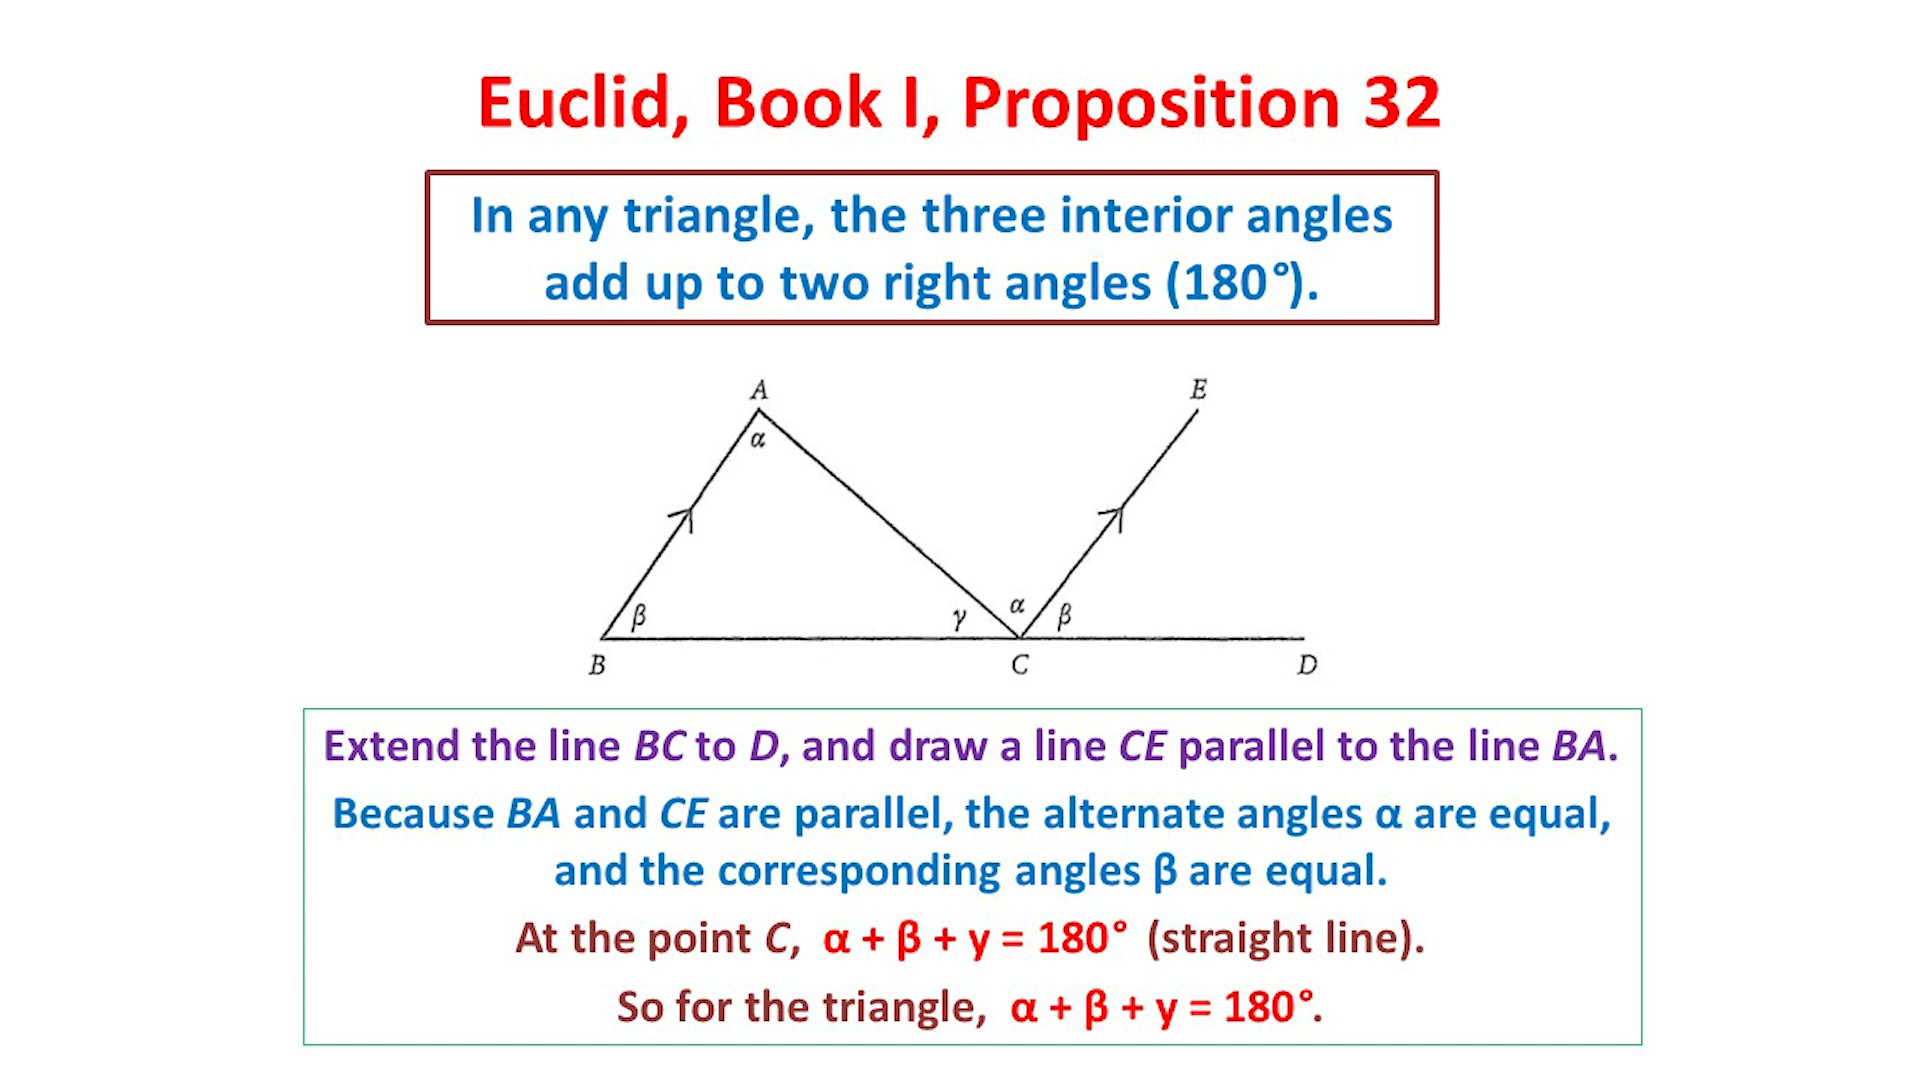 Euclid, Book I, Proposition 32
In any triangle, the three interior angles
add up to two right angles (180°).
A
E
α
β
γ
α
β
B
C
D
Extend the line BC to D, and draw a line CE parallel to the line BA.
Because BA and CE are parallel, the alternate angles α are equal,
and the corresponding angles β are equal.
At the point C, α + β + y = 180° (straight line).
So for the triangle, α + β + y = 180°.